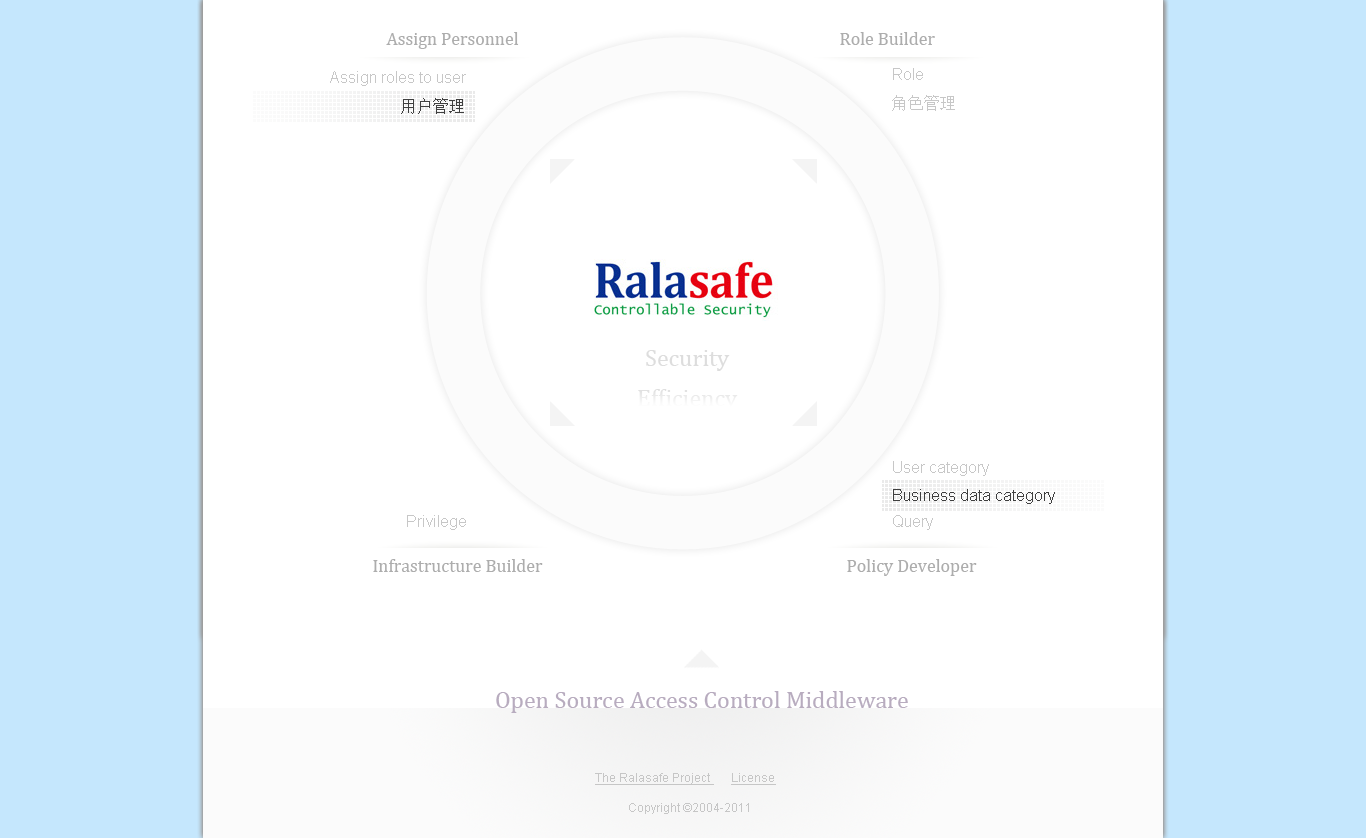 Assign Personnel
Role Builder
Assign roles to user
用户管理
Role
角色管理
Ralasafe
Controllable Security
Security
Efficiency
User category
Business data category
Query
Privilege
Infrastructure Builder
Policy Developer
Open Source Access Control Middleware
The Ralasafe Project License
Copyright ©2004-2011